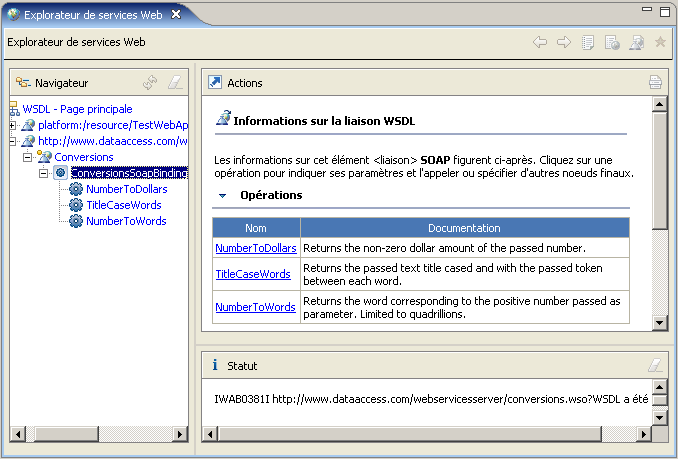 Explorateur de services Web
Explorateur de services Web
Navigateur
WSDL - Page principale
platform:/resource/TestWebAp
http://www.dataaccess.com/w
Conversions
ConversionsSoapBinding
NumberToDollars
TitleCaseWords
NumberToWords
Actions
Informations sur la liaison WSDL
Les informations sur cet élément <liaison> SOAP figurent ci-après. Cliquez sur une
opération pour indiquer ses paramètres et l'appeler ou spécifier d'autres noeuds finaux.
Opérations
Nom Documentation
NumberToDollars Returns the non-zero dollar amount of the passed number.
TitleCaseWords Returns the passed text title cased and with the passed token
between each word.
NumberToWords Returns the word corresponding to the positive number passed as
parameter. Limited to quadrillions.
Statut
IWAB0381I http://www.dataaccess.com/webservicesserver/conversions.wso?WSDL a été